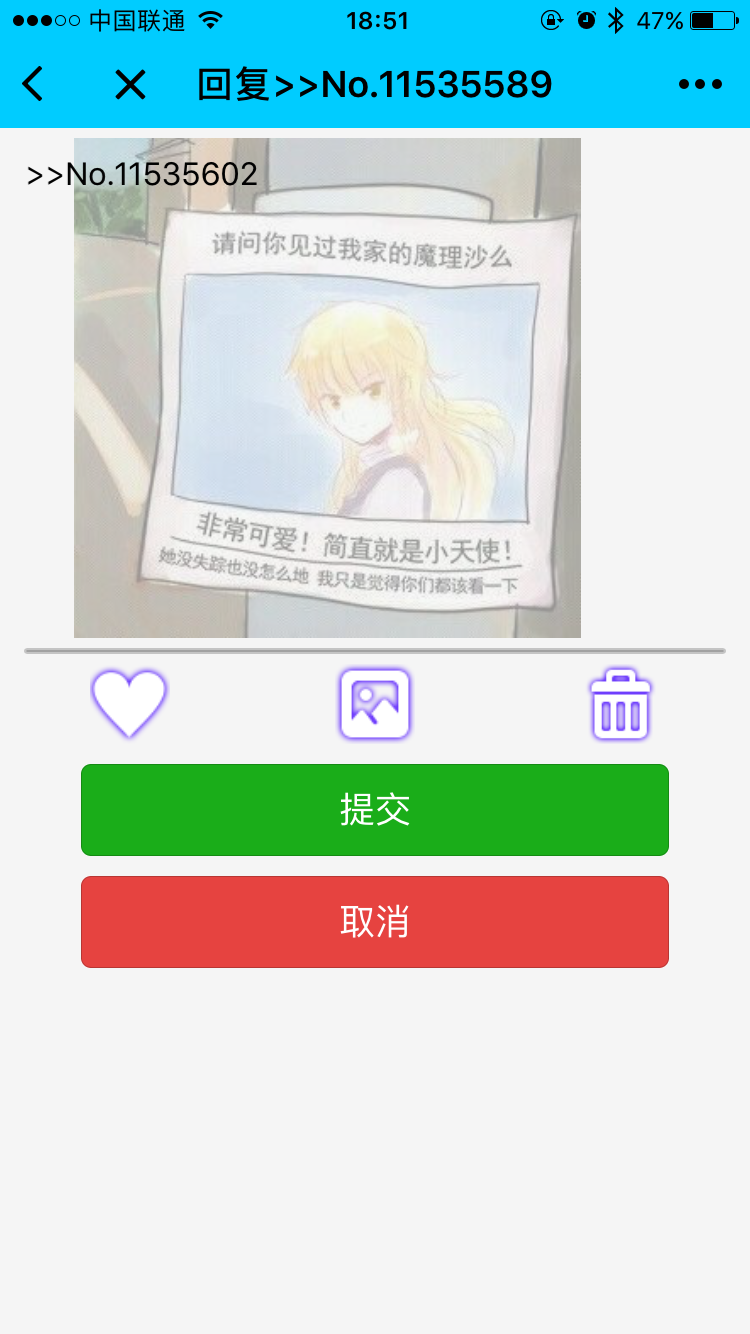 中国联通 18:51 47%
回复>>No.11535589
>>No.11535602
请问你见过我家的魔理沙么
非常可爱！简直就是小天使！
她没失踪也没怎么地 我只是觉得你们都该看一下
提交
取消